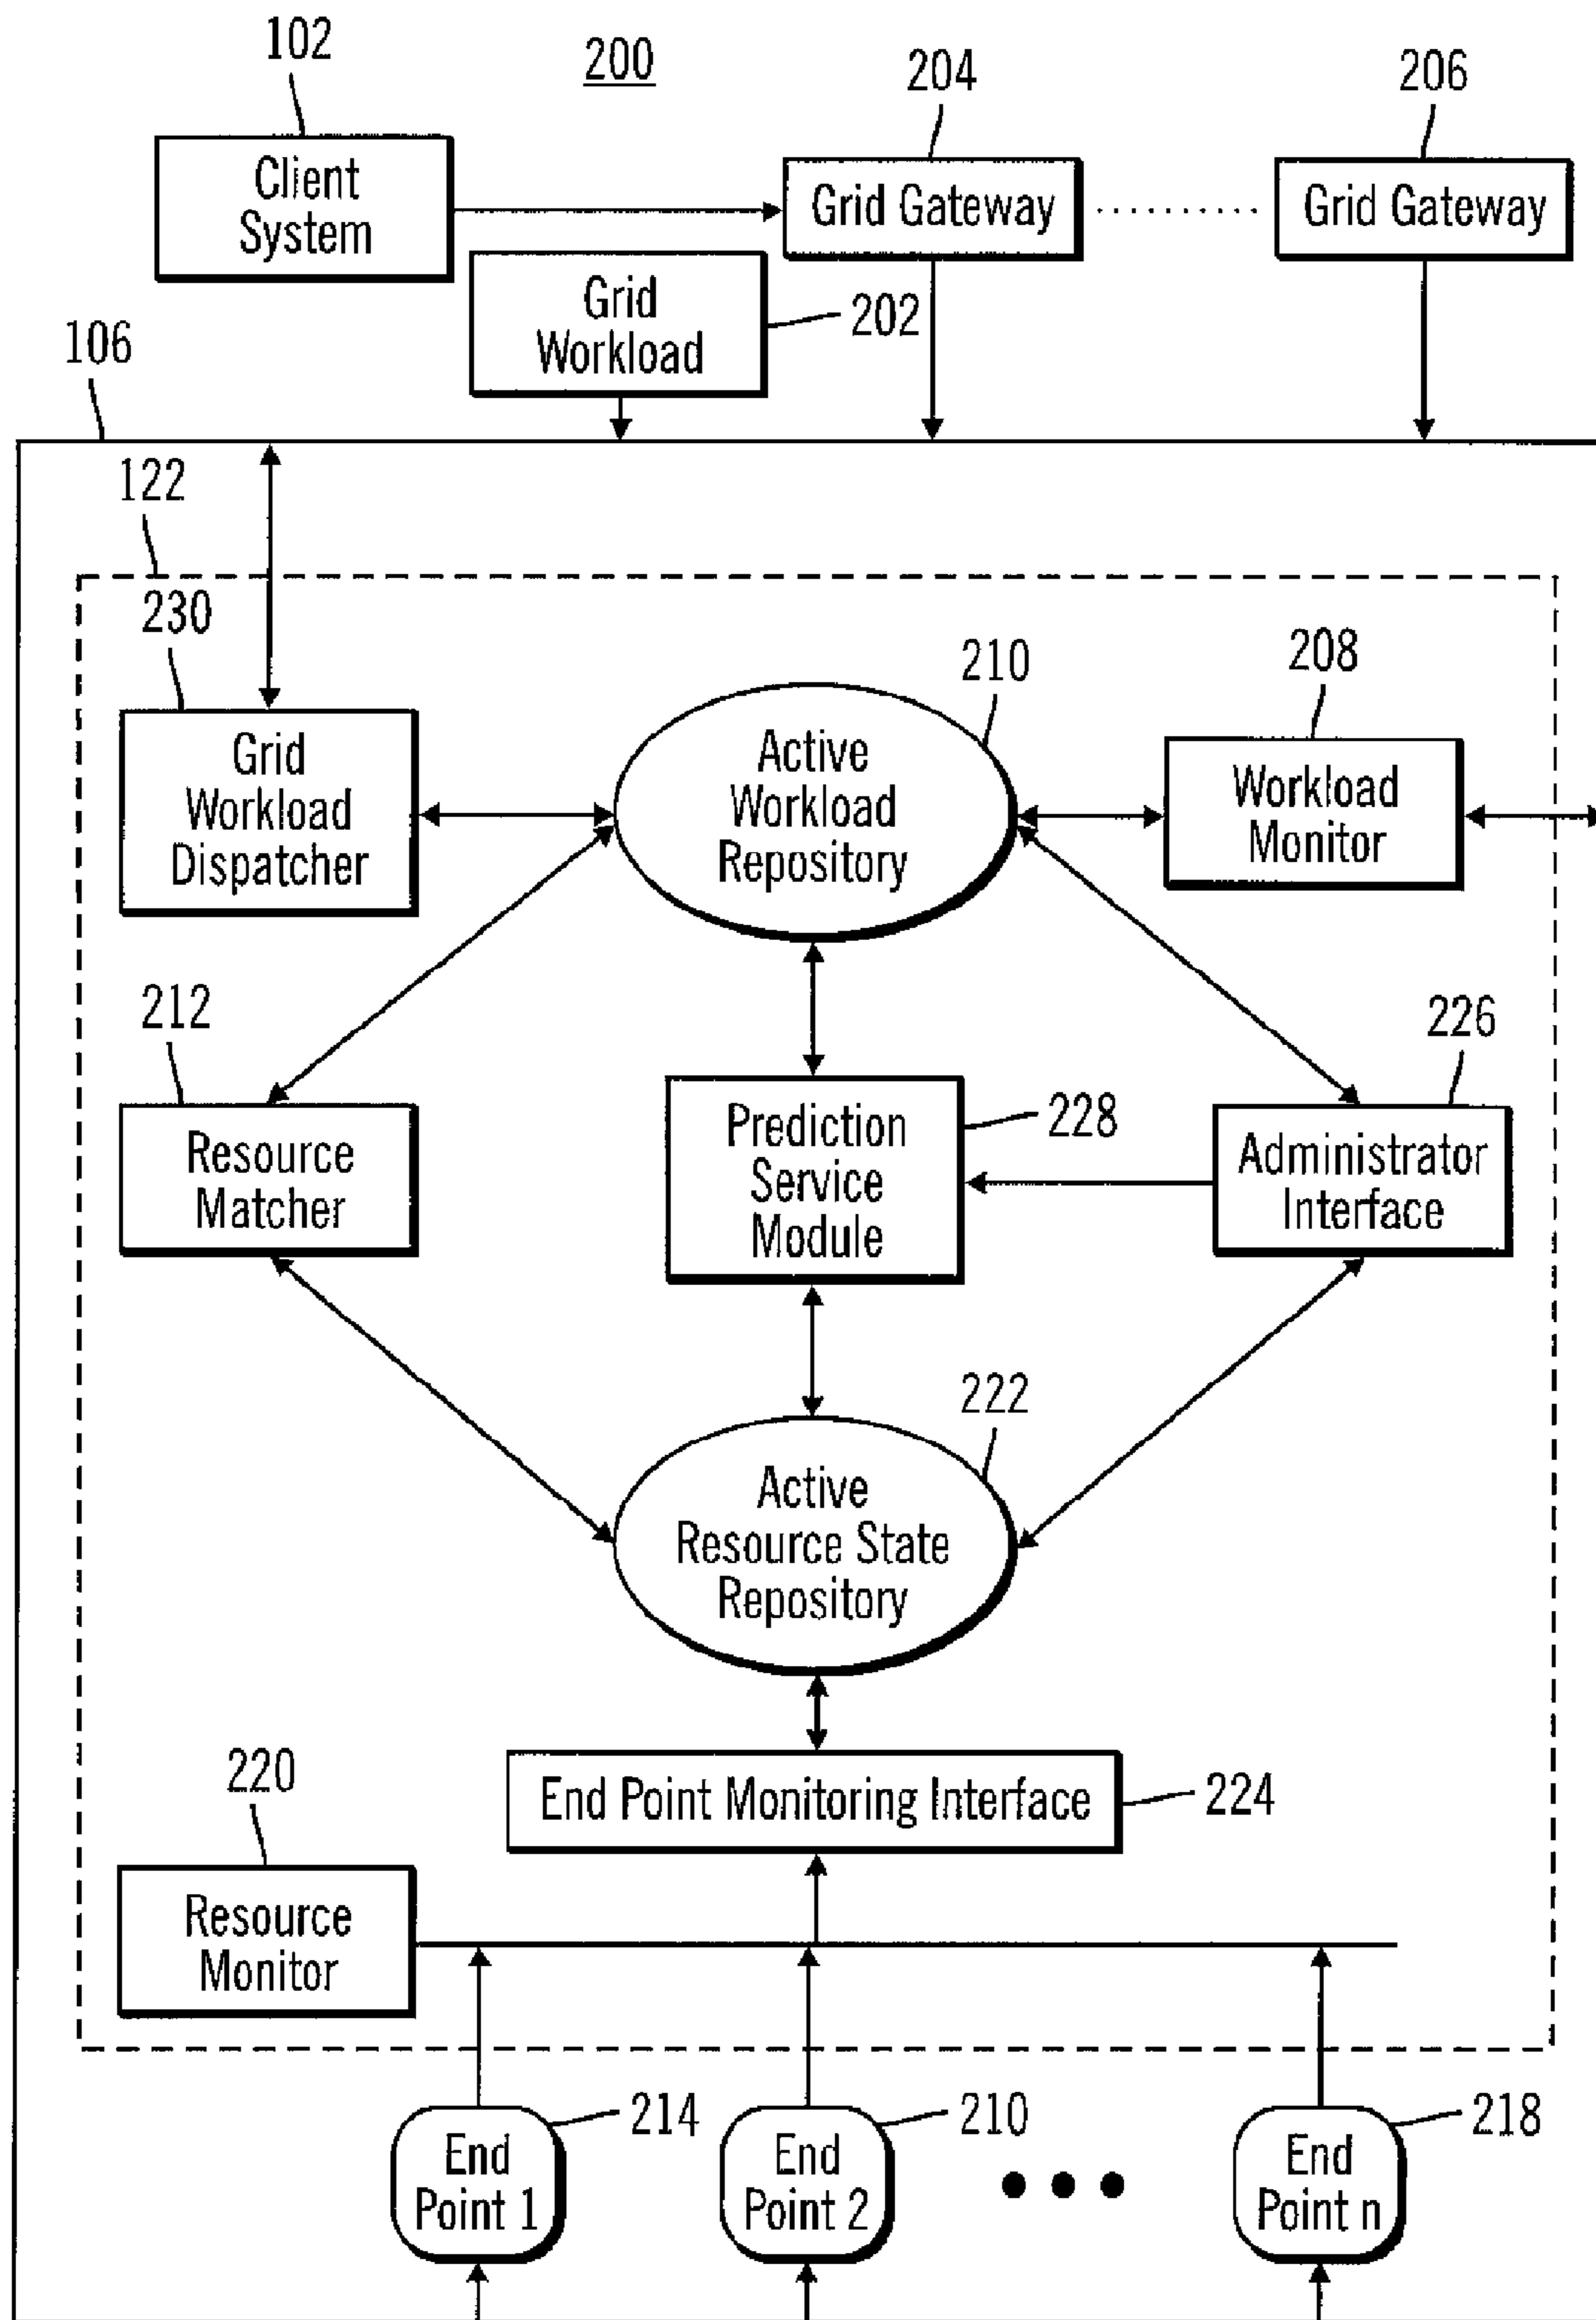 102
200
204
206
Client
System
Grid Gateway
Grid Gateway
Grid
Workload
202
106
122
230
210
208
Grid
Workload
Dispatcher
Active
Workload
Repository
Workload
Monitor
212
226
Resource
Matcher
Prediction
Service
Module
228
Administrator
Interface
222
Active
Resource State
Repository
220
End Point Monitoring Interface
224
Resource
Monitor
End
Point 1
214
End
Point 2
210
End
Point n
218